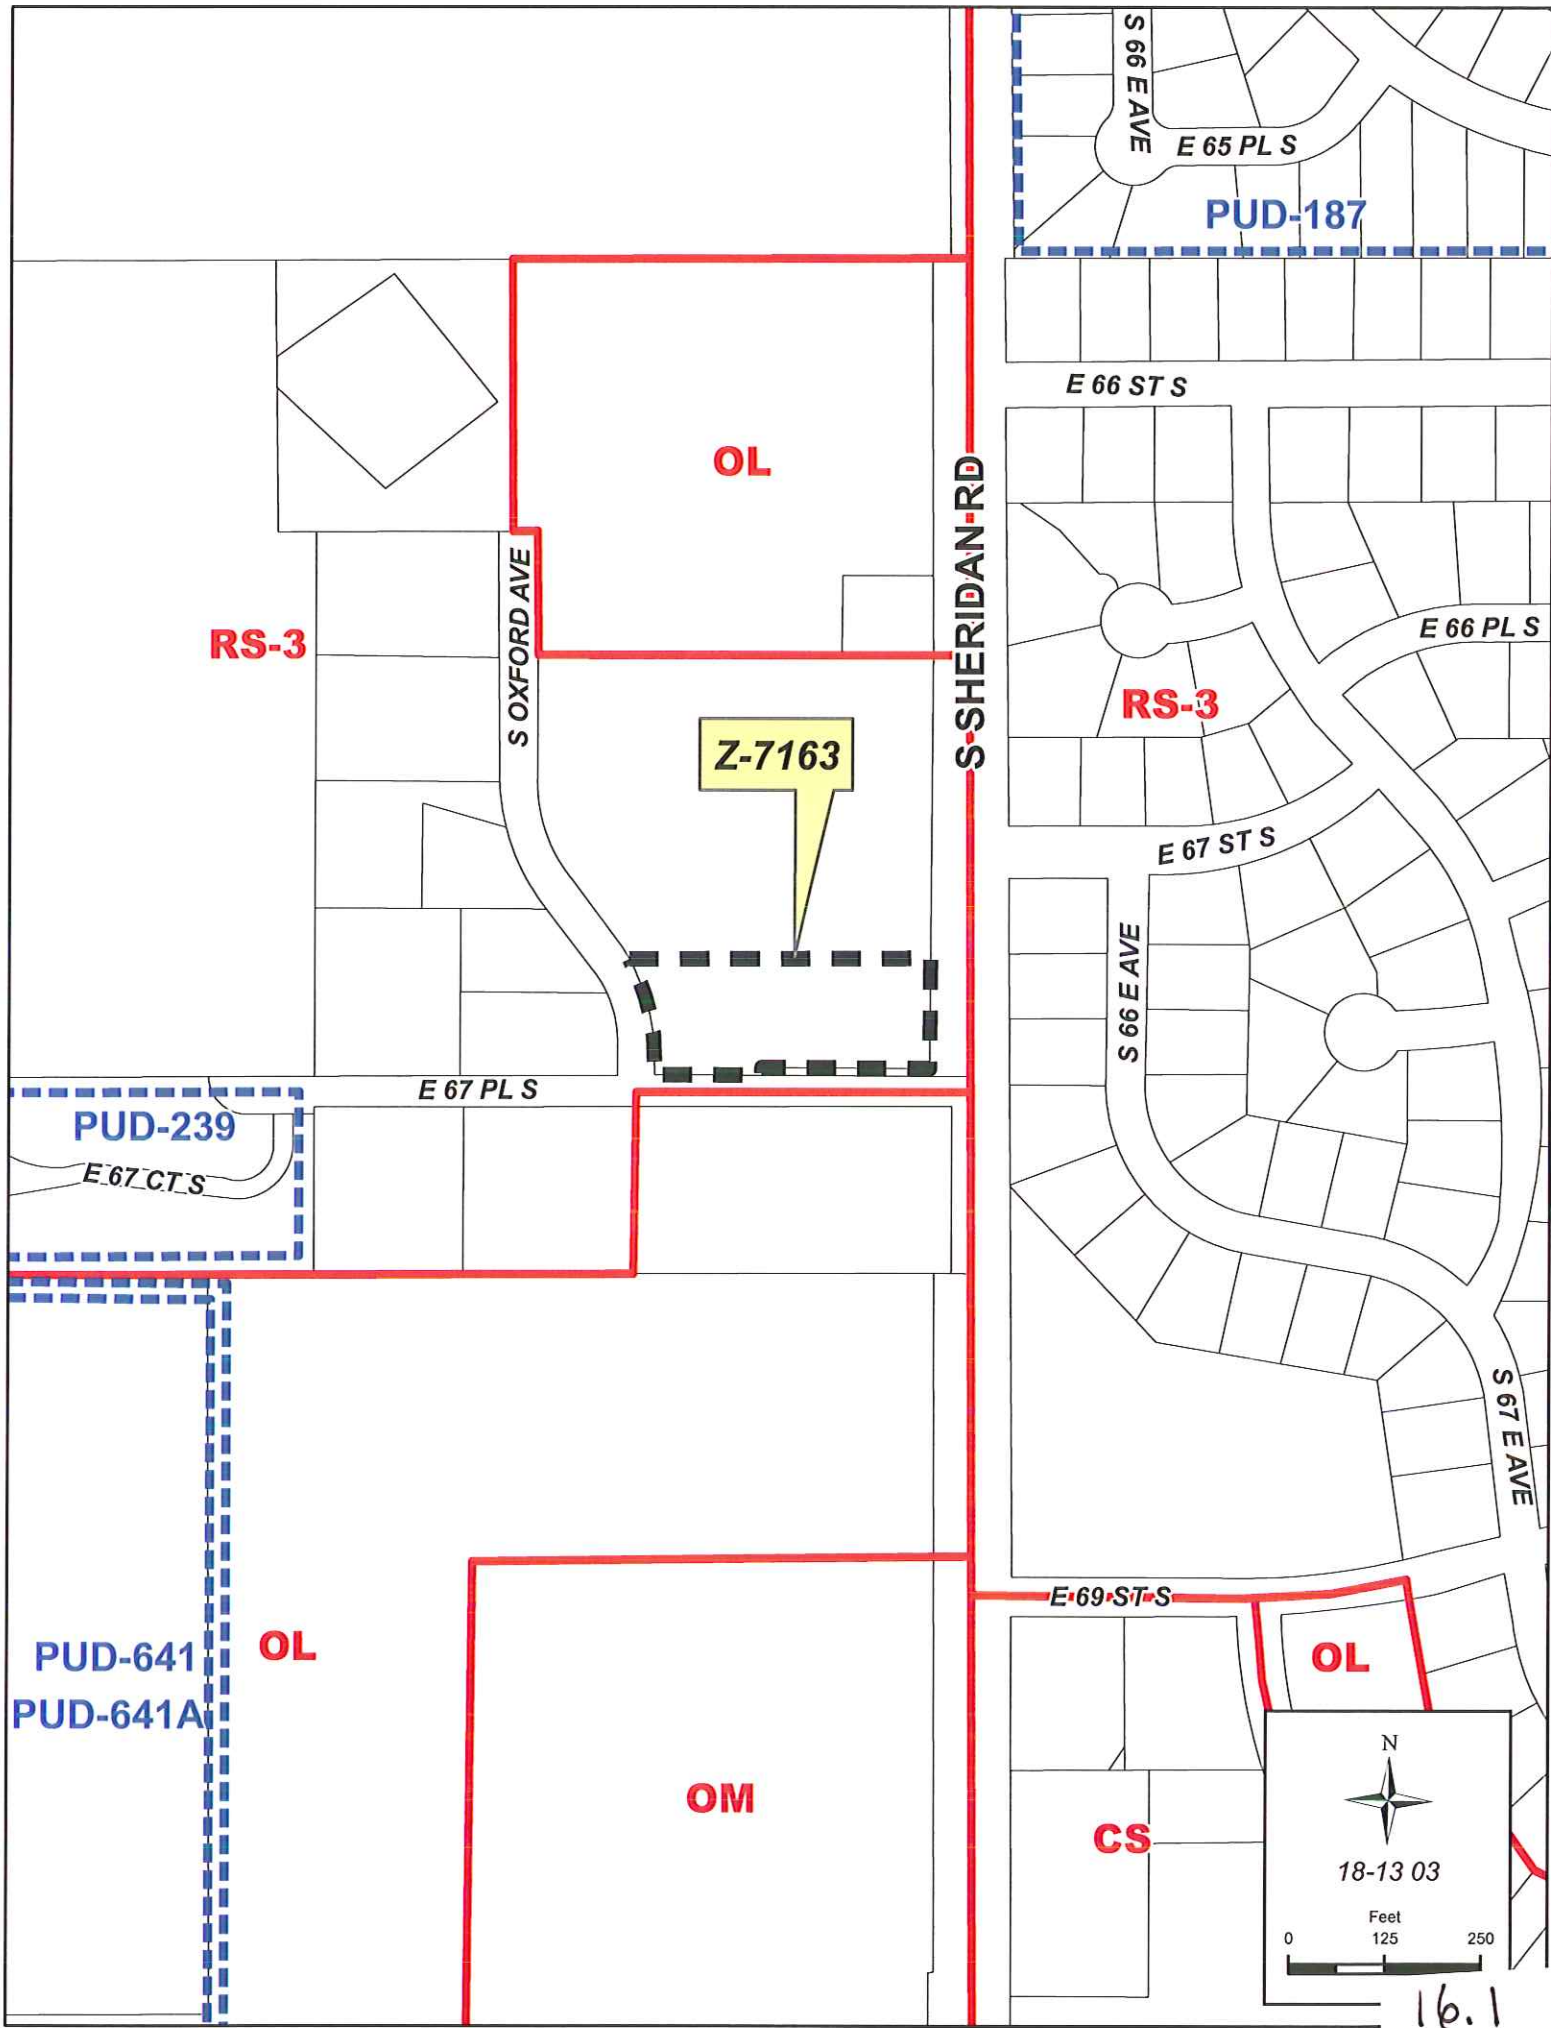 S 66 E AVE
E 65 PL S
PUD-187
E 66 ST S
OL
S SHERIDAN RD
S OXFORD AVE
RS-3
E 66 PL S
RS-3
Z-7163
E 67 ST S
S 66 E AVE
E 67 PL S
PUD-239
E 67 CT S
S 67 E AVE
E 69 ST S
PUD-641
OL
OL
PUD-641A
OM
CS
N
18-13 03
Feet
0 125 250
16.1